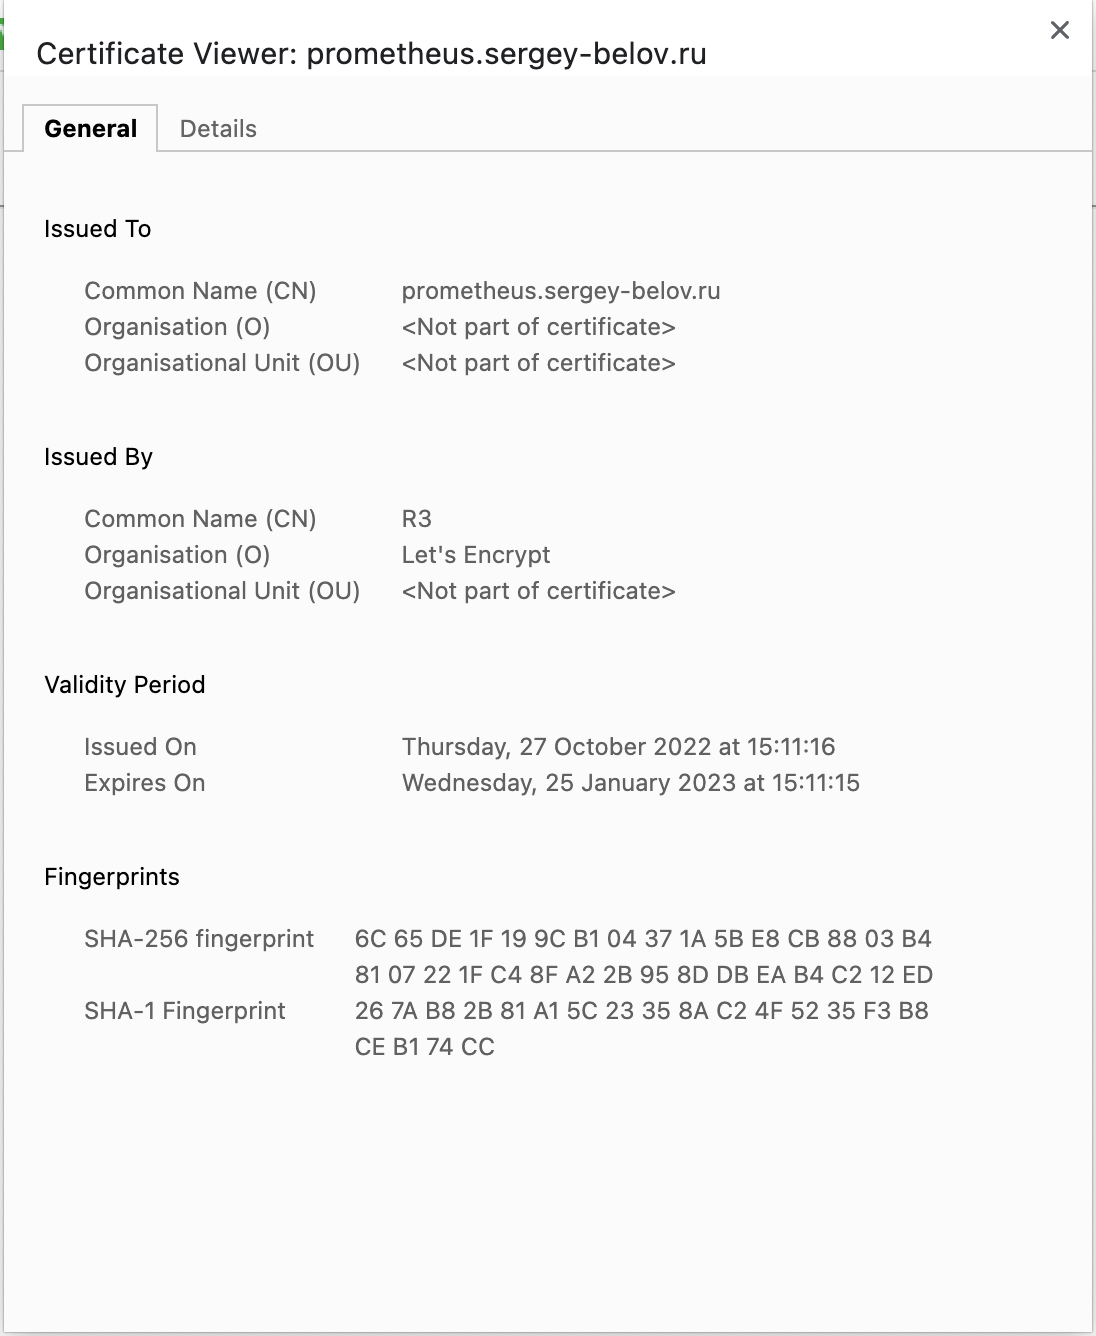 Certificate Viewer: prometheus.sergey-belov.ru
General Details
Issued To
Common Name (CN) prometheus.sergey-belov.ru
Organisation (O) <Not part of certificate>
Organisational Unit (OU) <Not part of certificate>
Issued By
Common Name (CN) R3
Organisation (O) Let's Encrypt
Organisational Unit (OU) <Not part of certificate>
Validity Period
Issued On Thursday, 27 October 2022 at 15:11:16
Expires On Wednesday, 25 January 2023 at 15:11:15
Fingerprints
SHA-256 fingerprint 6C 65 DE 1F 19 9C B1 04 37 1A 5B E8 CB 88 03 B4
81 07 22 1F C4 8F A2 2B 95 8D DB EA B4 C2 12 ED
SHA-1 Fingerprint 26 7A B8 2B 81 A1 5C 23 35 8A C2 4F 52 35 F3 B8
CE B1 74 CC